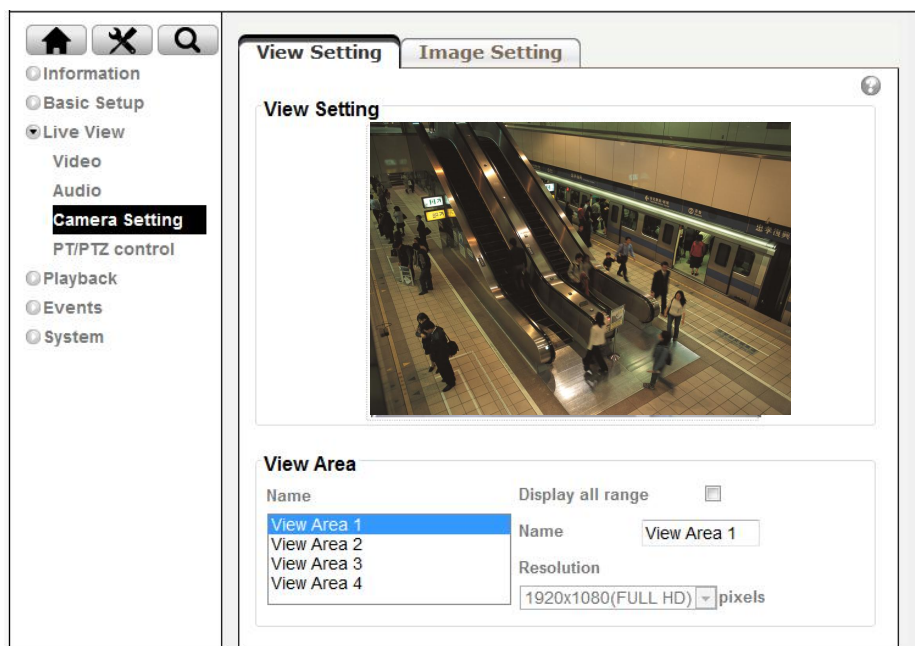 Information
Basic Setup
Live View
Video
Audio
Camera Setting
PT/PTZ control
Playback
Events
System
View Setting
Image Setting
?
View Setting
View Area
Name
View Area 1
View Area 2
View Area 3
View Area 4
Display all range
Name View Area 1
Resolution
1920x1080(FULL HD) pixels